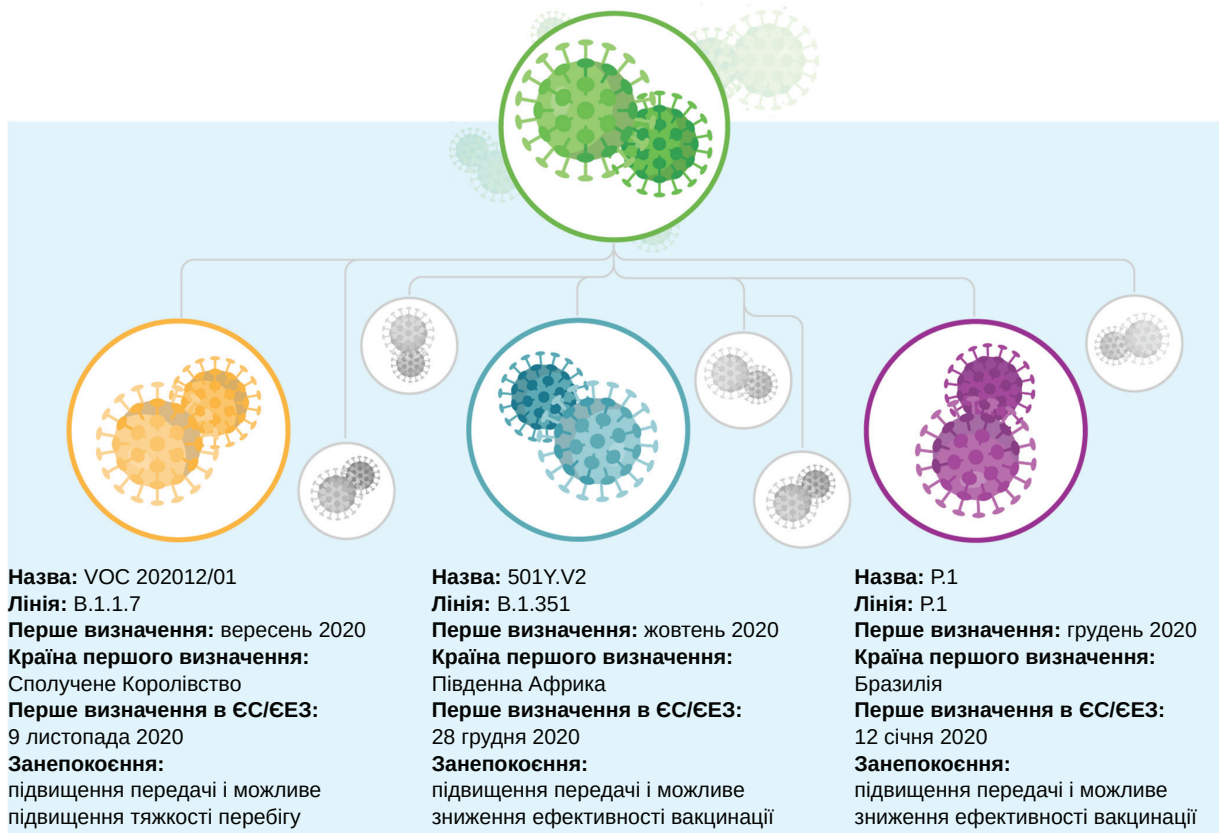 Назва: VOC 202012/01
Лінія: B.1.1.7
Перше визначення: вересень 2020
Країна першого визначення:
Сполучене Королівство
Перше визначення в ЄС/ЄЕЗ:
9 листопада 2020
Занепокоєння:
підвищення передачі і можливе
підвищення тяжкості перебігу
Назва: 501Y.V2
Лінія: B.1.351
Перше визначення: жовтень 2020
Країна першого визначення:
Південна Африка
Перше визначення в ЄС/ЄЕЗ:
28 грудня 2020
Занепокоєння:
підвищення передачі і можливе
зниження ефективності вакцинації
Назва: P.1
Лінія: P.1
Перше визначення: грудень 2020
Країна першого визначення:
Бразилія
Перше визначення в ЄС/ЄЕЗ:
12 січня 2020
Занепокоєння:
підвищення передачі і можливе
зниження ефективності вакцинації